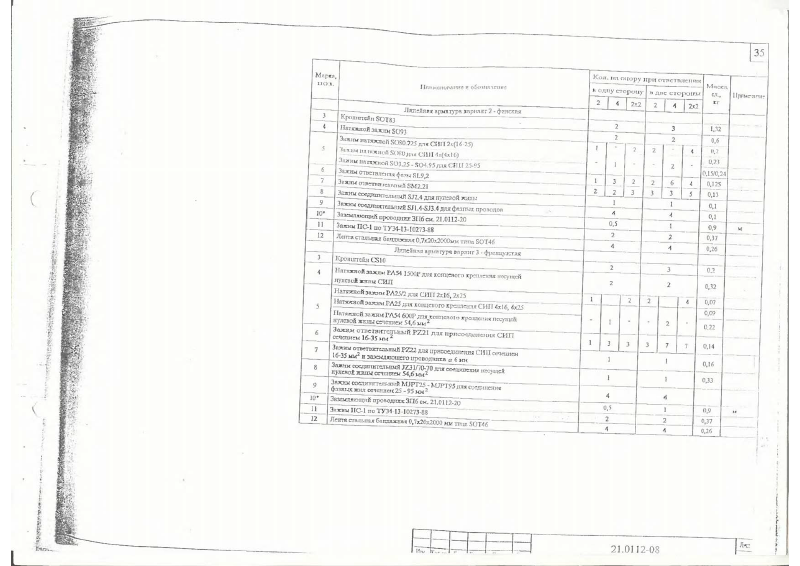 35
Марка, поз. Наименование и обозначение Кол. на опору при ответвлении Масса, ед., кг Примечание
в одну сторону в две стороны
2 4 2х2 2 4 2х2
Линейная арматура вариант 2 - финская
3 Кронштейн SOT83 2 3 1,32
4 Натяжной зажим SO93 2 2 0,6
5 Зажим натяжной SO80.225 для СИП 2х(16-25) 1 - 2 2 - 4 0,1
Зажим натяжной SO80 для СИП 4х(4х16)
Зажим натяжной SO3.25 - SO4.95 для СИП 25-95 - 1 - - 2 - 0,23
6 Зажим ответвления фазы SL9,2 0,15/0,24
7 Зажим ответвительный SM2.21 1 3 2 2 6 4 0,125
8 Зажим соединительный SJ2.4 для нулевой жилы 2 2 3 3 3 5 0,13
9 Зажим соединительный SJ1.4-SJ3.4 для фазных проводов 1 1 0,1
10* Заземляющий проводник ЗП6 см. 21.0112-20 4 4 0,1
11 Зажим ПС-1 по ТУ34-13-10273-88 0,5 1 0,9 м
12 Лента стальная бандажная 0,7х20х2000мм типа SOT46 2 2 0,37
4 4 0,26
Линейная арматура вариант 3 - французская
3 Кронштейн CS10 2 3 0,2
4 Натяжной зажим PA54 1500F для концевого крепления несущей
нулевой жилы СИП 2 2 0,32
5 Натяжной зажим PA25/2 для СИП 2х16, 2х25 1 2 2 4 0,07
Натяжной зажим PA25 для концевого крепления СИП 4х16, 4х25 0,09
Натяжной зажим PA54 600F для концевого крепления несущей
нулевой жилы сечением 54,6 мм² - 1 - - 2 - 0,22
6 Зажим ответвительный PZ21 для присоединения СИП
сечением 16-35 мм² 1 3 3 3 7 7 0,14
7 Зажим ответвительный PZ22 для присоединения СИП сечением
16-35 мм² и заземляющего проводника ⌀ 6 мм 1 1 0,16
8 Зажим соединительный JZ31/70-70 для соединения несущей
нулевой жилы сечением 54,6 мм² 1 1 0,33
9 Зажим соединительный MJPT25 - MJPT95 для соединения
фазных жил сечением 25 - 95 мм² 4 4
10* Заземляющий проводник ЗП6 см. 21.0112-20 0,5 1 0,9 м
11 Зажим ПС-1 по ТУ34-13-10273-88 2 2 0,37
12 Лента стальная бандажная 0,7х20х2000 мм типа SOT46 4 4 0,26
21.0112-08
Лист